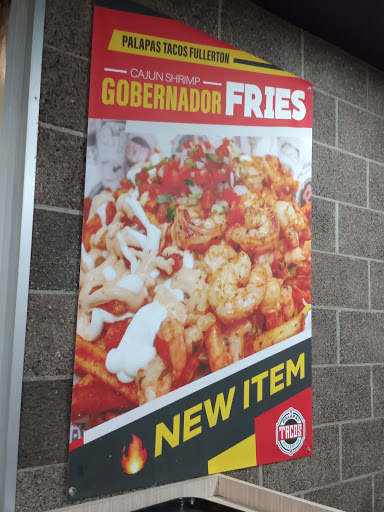 PALAPAS TACOS FULLERTON
CAJUN SHRIMP
GOBERNADOR FRIES
NEW ITEM
TACOS